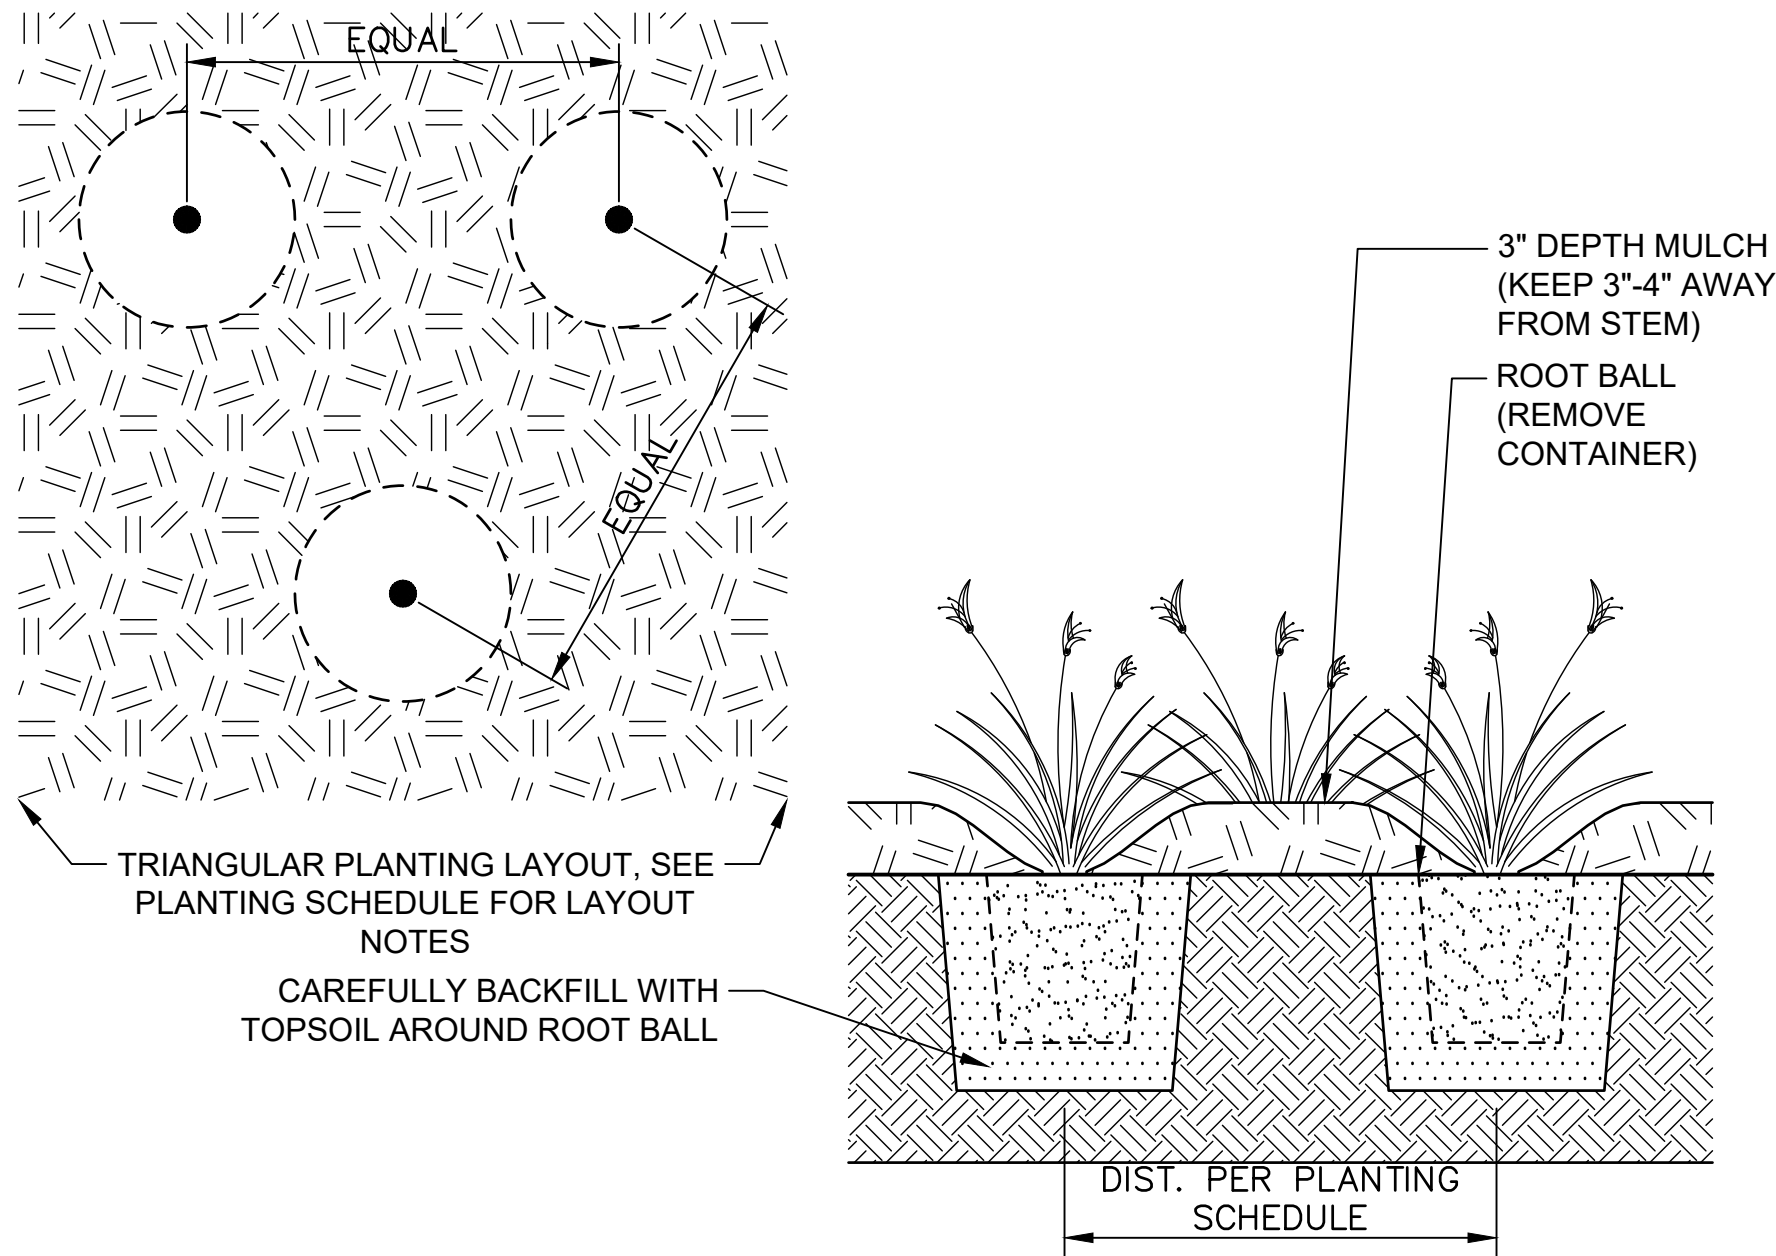 EQUAL
EQUAL
3" DEPTH MULCH
(KEEP 3"-4" AWAY
FROM STEM)
ROOT BALL
(REMOVE
CONTAINER)
TRIANGULAR PLANTING LAYOUT, SEE
PLANTING SCHEDULE FOR LAYOUT
NOTES
CAREFULLY BACKFILL WITH
TOPSOIL AROUND ROOT BALL
DIST. PER PLANTING
SCHEDULE